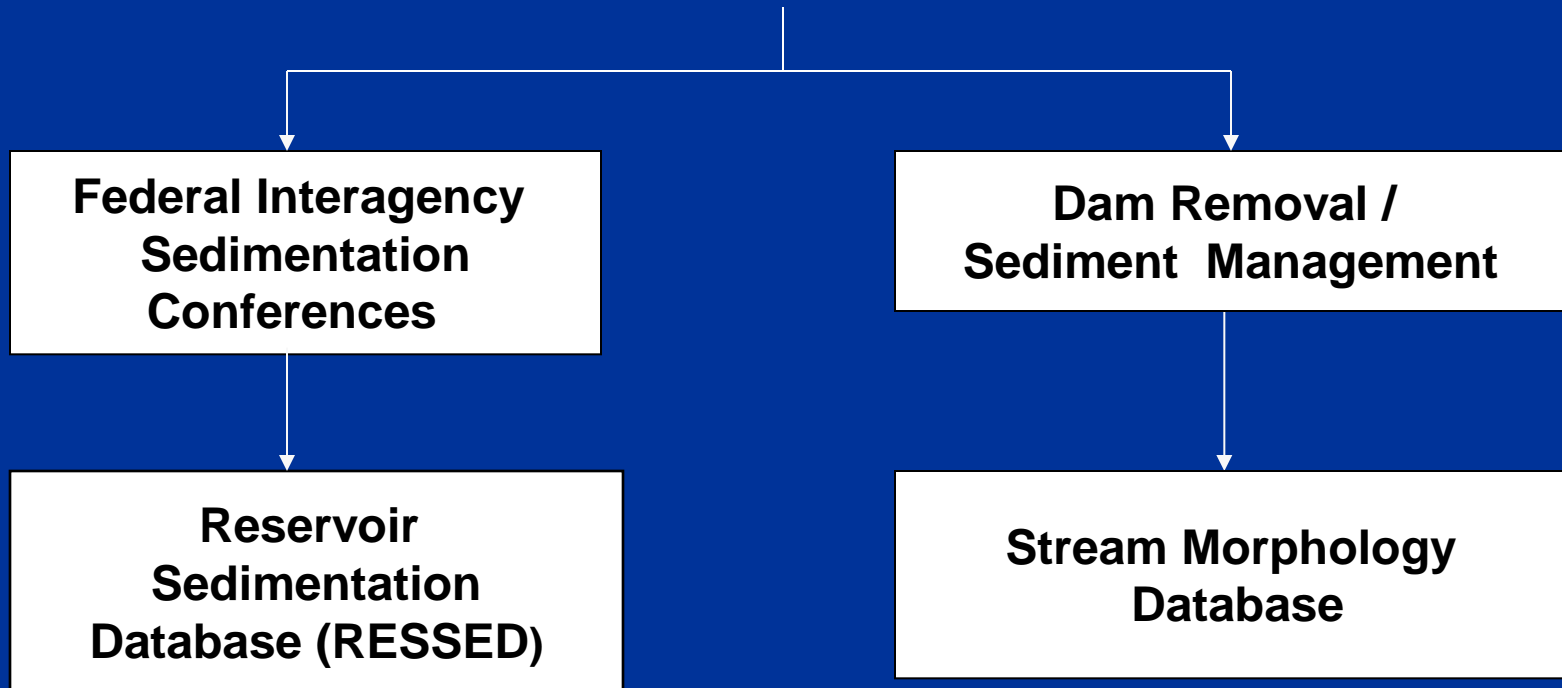 Federal Interagency
Sedimentation
Conferences
Dam Removal /
Sediment Management
Reservoir
Sedimentation
Database (RESSED)
Stream Morphology
Database